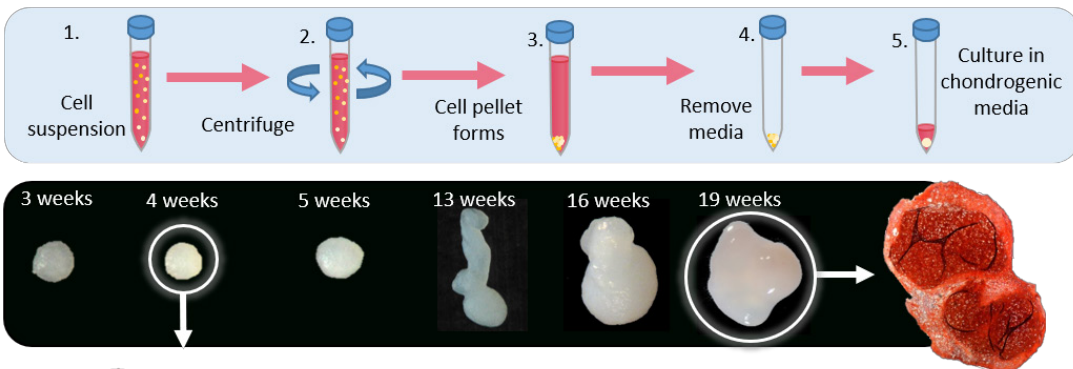 1.
Cell
suspension
Centrifuge
2.
3.
Cell pellet
forms
4.
Remove
media
5.
Culture in
chondrogenic
media
3 weeks
4 weeks
5 weeks
13 weeks
16 weeks
19 weeks